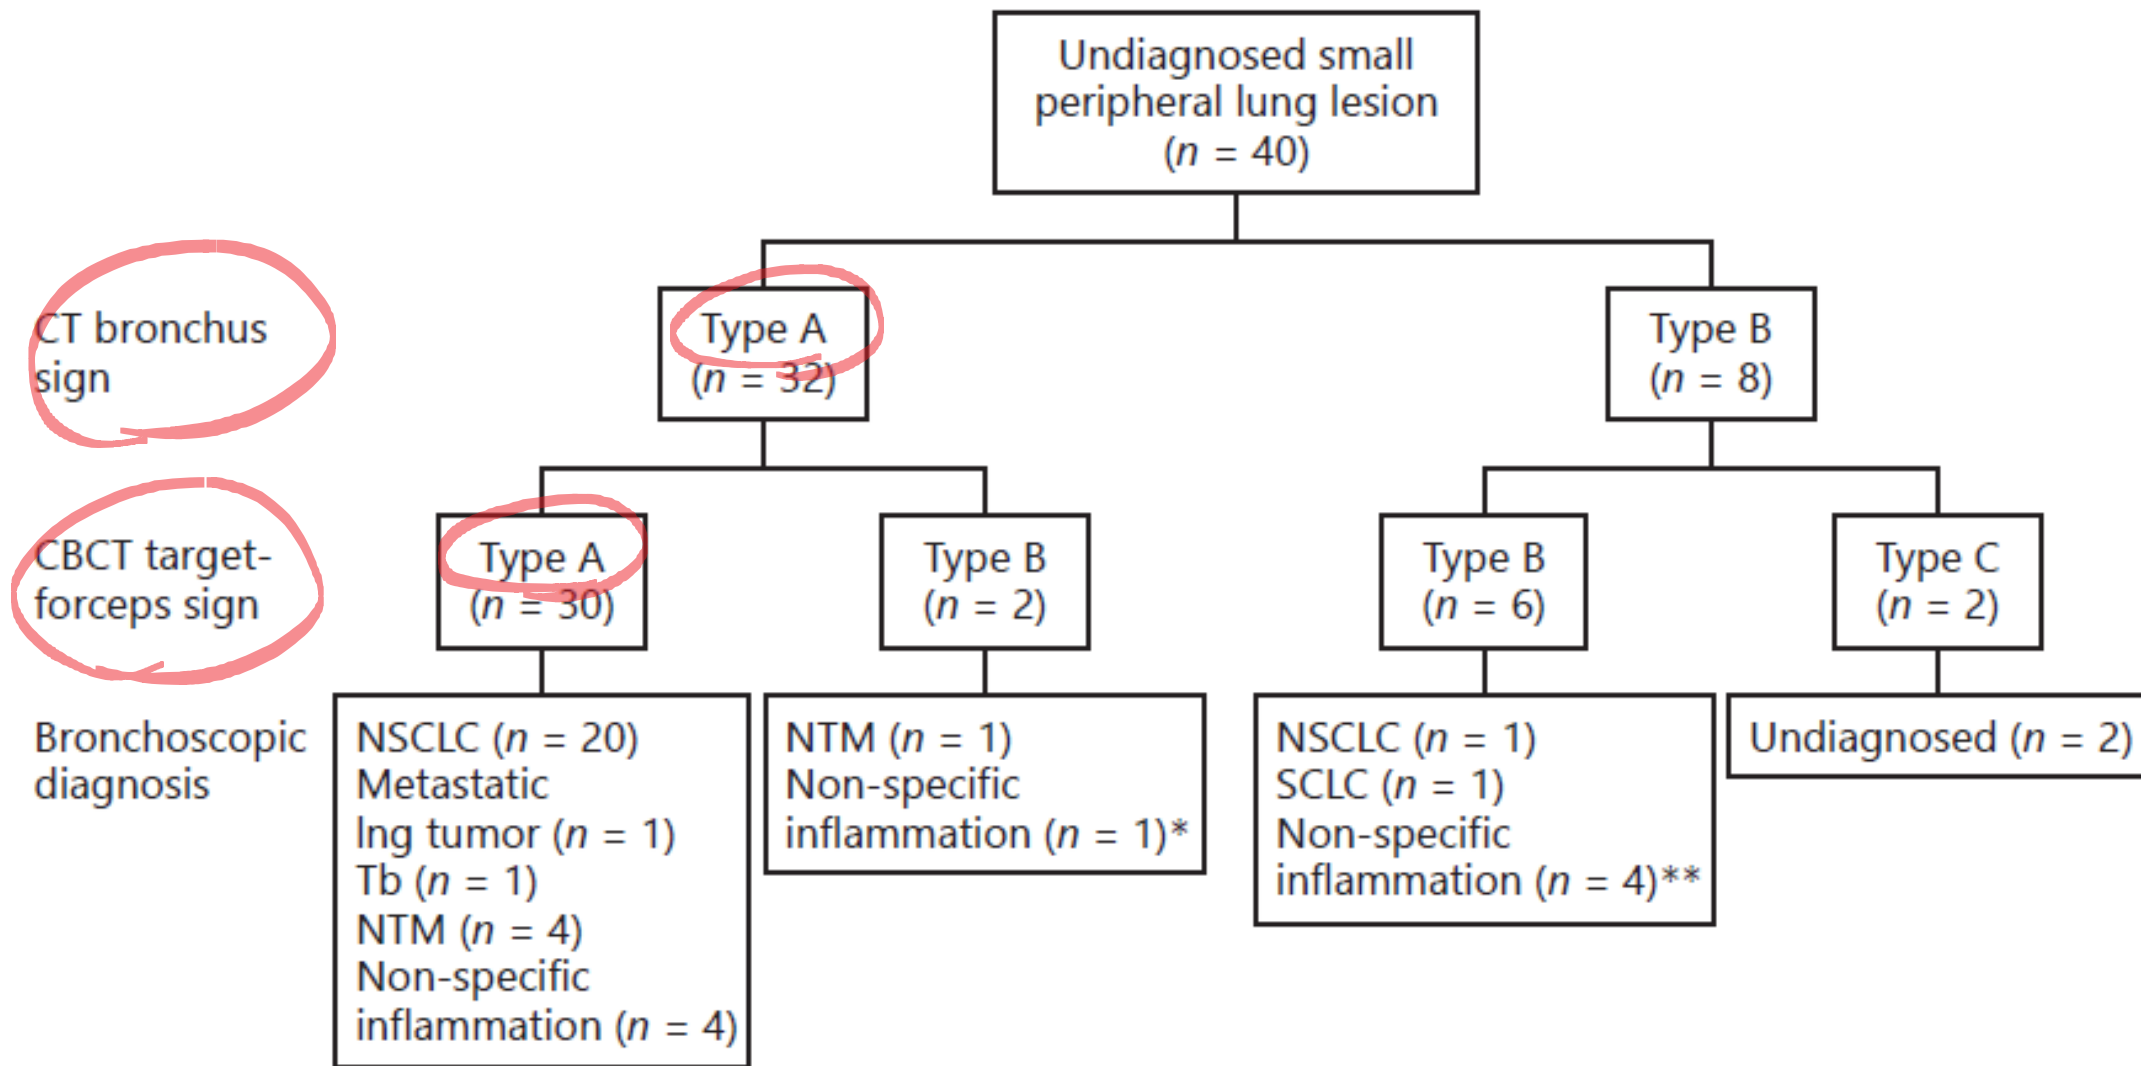 Undiagnosed small
peripheral lung lesion
(n = 40)
CT bronchus
sign
Type A
(n = 32)
Type B
(n = 8)
CBCT target-
forceps sign
Type A
(n = 30)
Type B
(n = 2)
Type B
(n = 6)
Type C
(n = 2)
Bronchoscopic
diagnosis
NSCLC (n = 20)
Metastatic
lng tumor (n = 1)
Tb (n = 1)
NTM (n = 4)
Non-specific
inflammation (n = 4)
NTM (n = 1)
Non-specific
inflammation (n = 1)*
NSCLC (n = 1)
SCLC (n = 1)
Non-specific
inflammation (n = 4)**
Undiagnosed (n = 2)